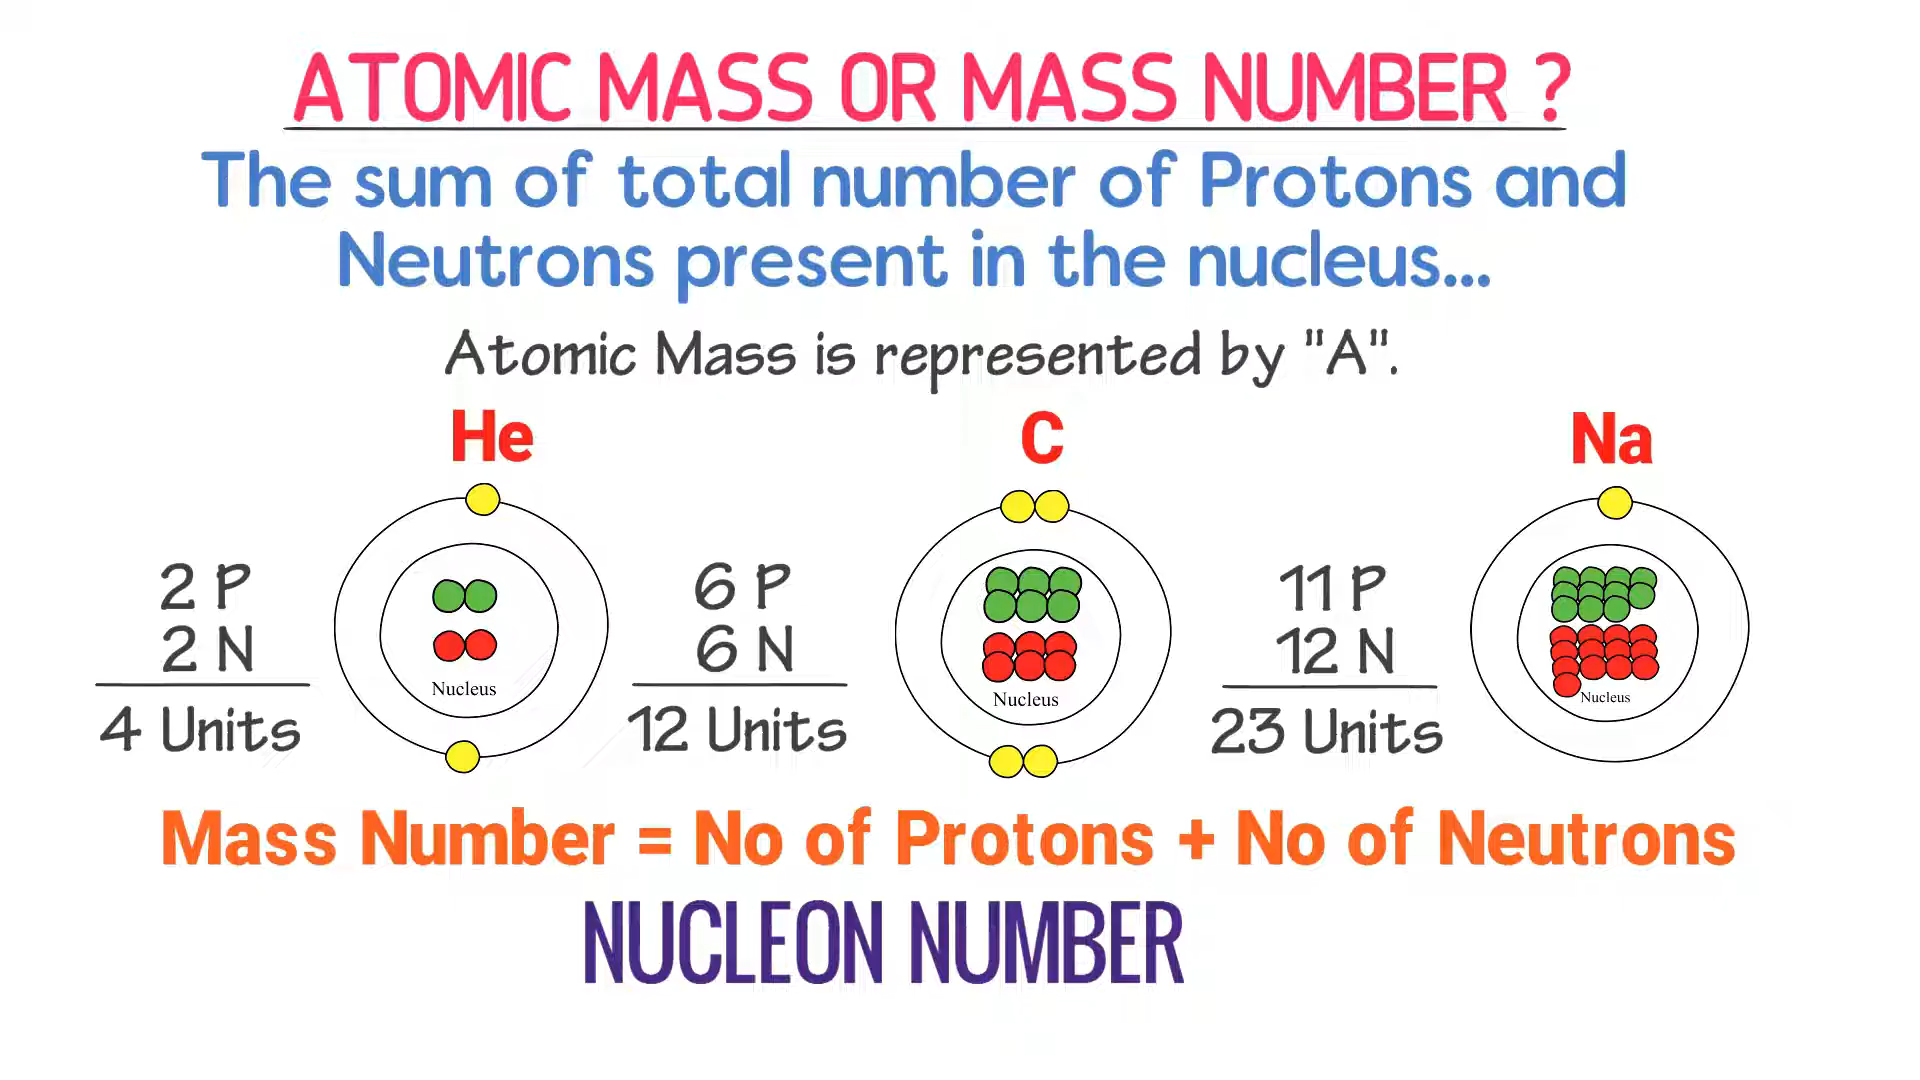 ATOMIC MASS OR MASS NUMBER ?
The sum of total number of Protons and
Neutrons present in the nucleus...
Atomic Mass is represented by "A".
He
2 P
2 N
4 Units
Nucleus
C
6 P
6 N
12 Units
Nucleus
Na
11 P
12 N
23 Units
Nucleus
Mass Number = No of Protons + No of Neutrons
NUCLEON NUMBER